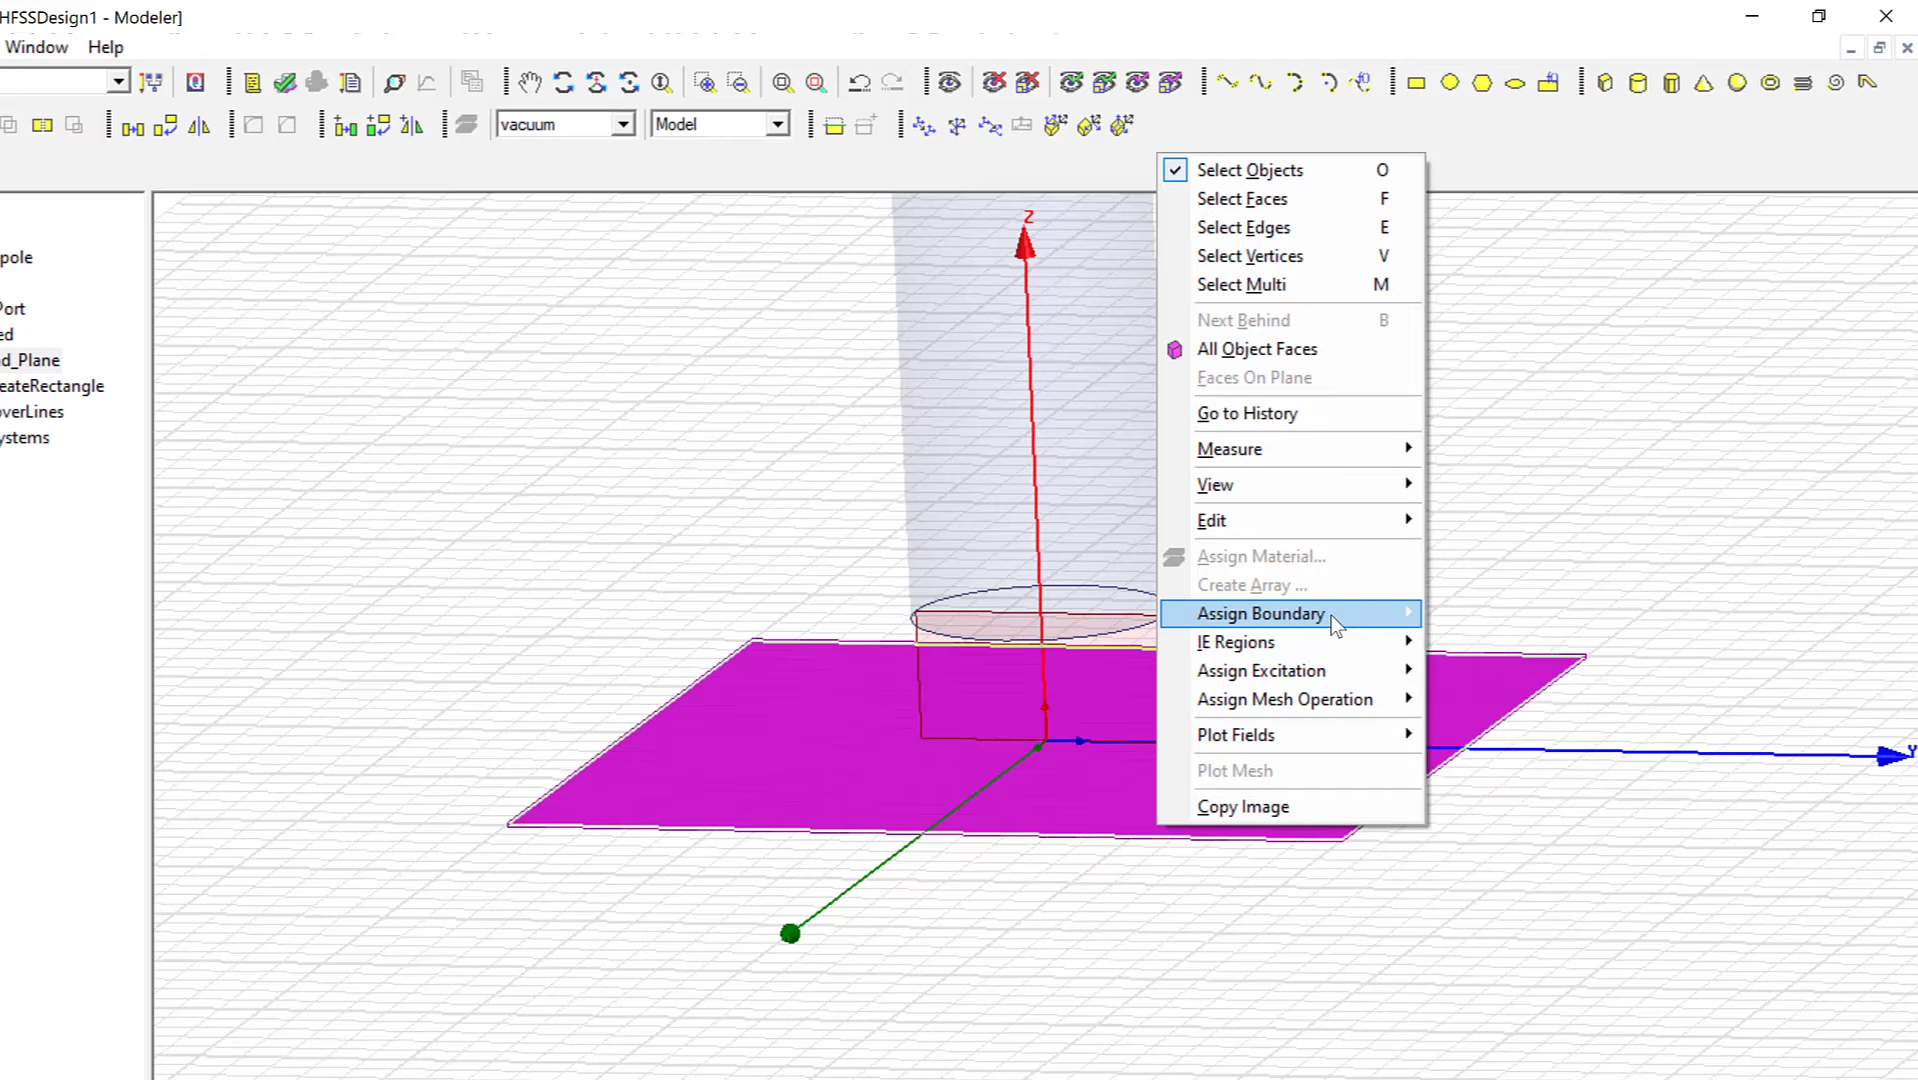 HFSSDesign1 - Modeler]
Window Help
vacuum Model
Select Objects O
Select Faces F
Select Edges E
Select Vertices V
Select Multi M
Next Behind B
All Object Faces
Faces On Plane
Go to History
Measure
View
Edit
Assign Material...
Create Array ...
Assign Boundary
IE Regions
Assign Excitation
Assign Mesh Operation
Plot Fields
Plot Mesh
Copy Image
pole
Port
ed
d_Plane
eateRectangle
overLines
ystems
Z
Y